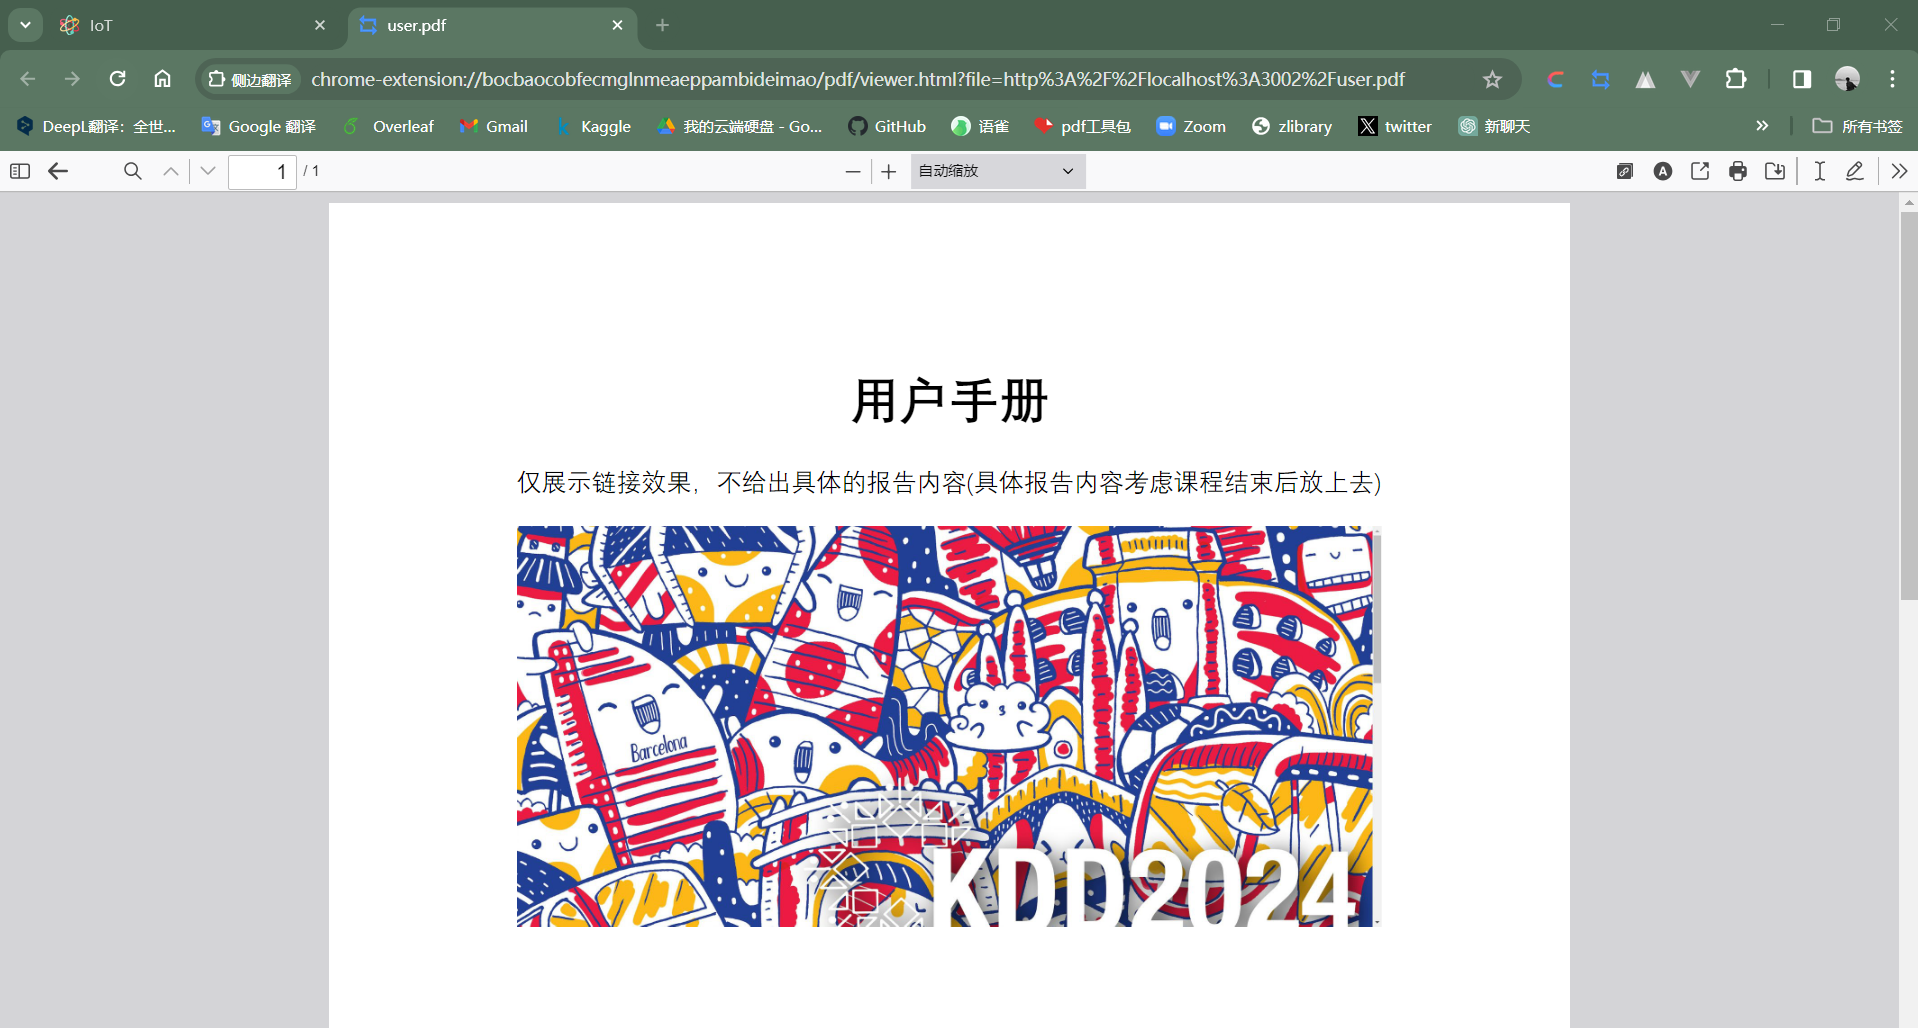 IoT
user.pdf
侧边翻译
chrome-extension://bocbaocobfecmglnmeaeppambideimao/pdf/viewer.html?file=http%3A%2F%2Flocalhost%3A3002%2Fuser.pdf
DeepL翻译：全世...
Google 翻译
Overleaf
Gmail
Kaggle
我的云端硬盘 - Go...
GitHub
语雀
pdf工具包
Zoom
zlibrary
twitter
新聊天
所有书签
1
/ 1
自动缩放
用户手册
仅展示链接效果，不给出具体的报告内容(具体报告内容考虑课程结束后放上去)
Barcelona
KDD2024